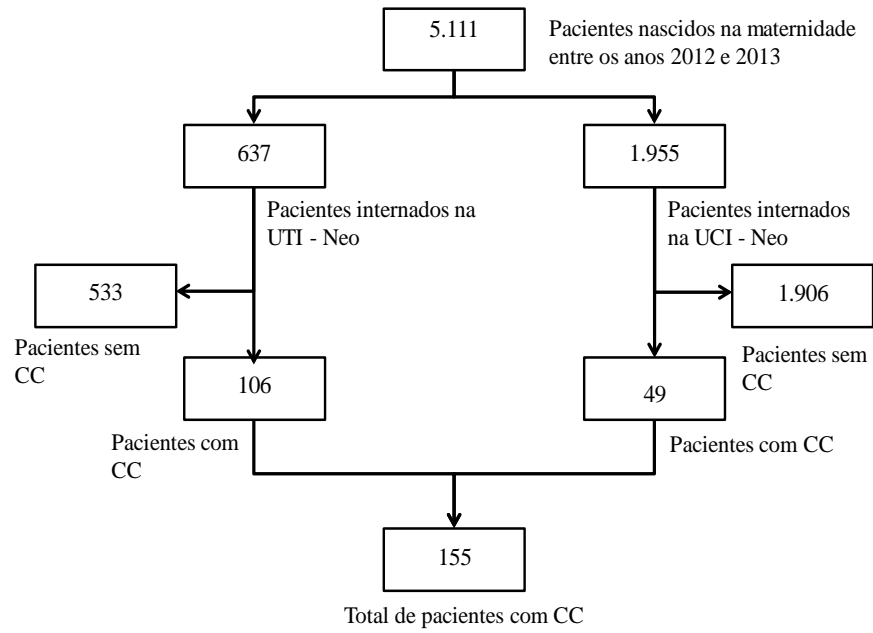 5.111
Pacientes nascidos na maternidade
entre os anos 2012 e 2013
637
1.955
Pacientes internados na
UTI - Neo
Pacientes internados
na UCI - Neo
533
1.906
Pacientes sem
CC
Pacientes sem
CC
106
49
Pacientes com
CC
Pacientes com CC
155
Total de pacientes com CC